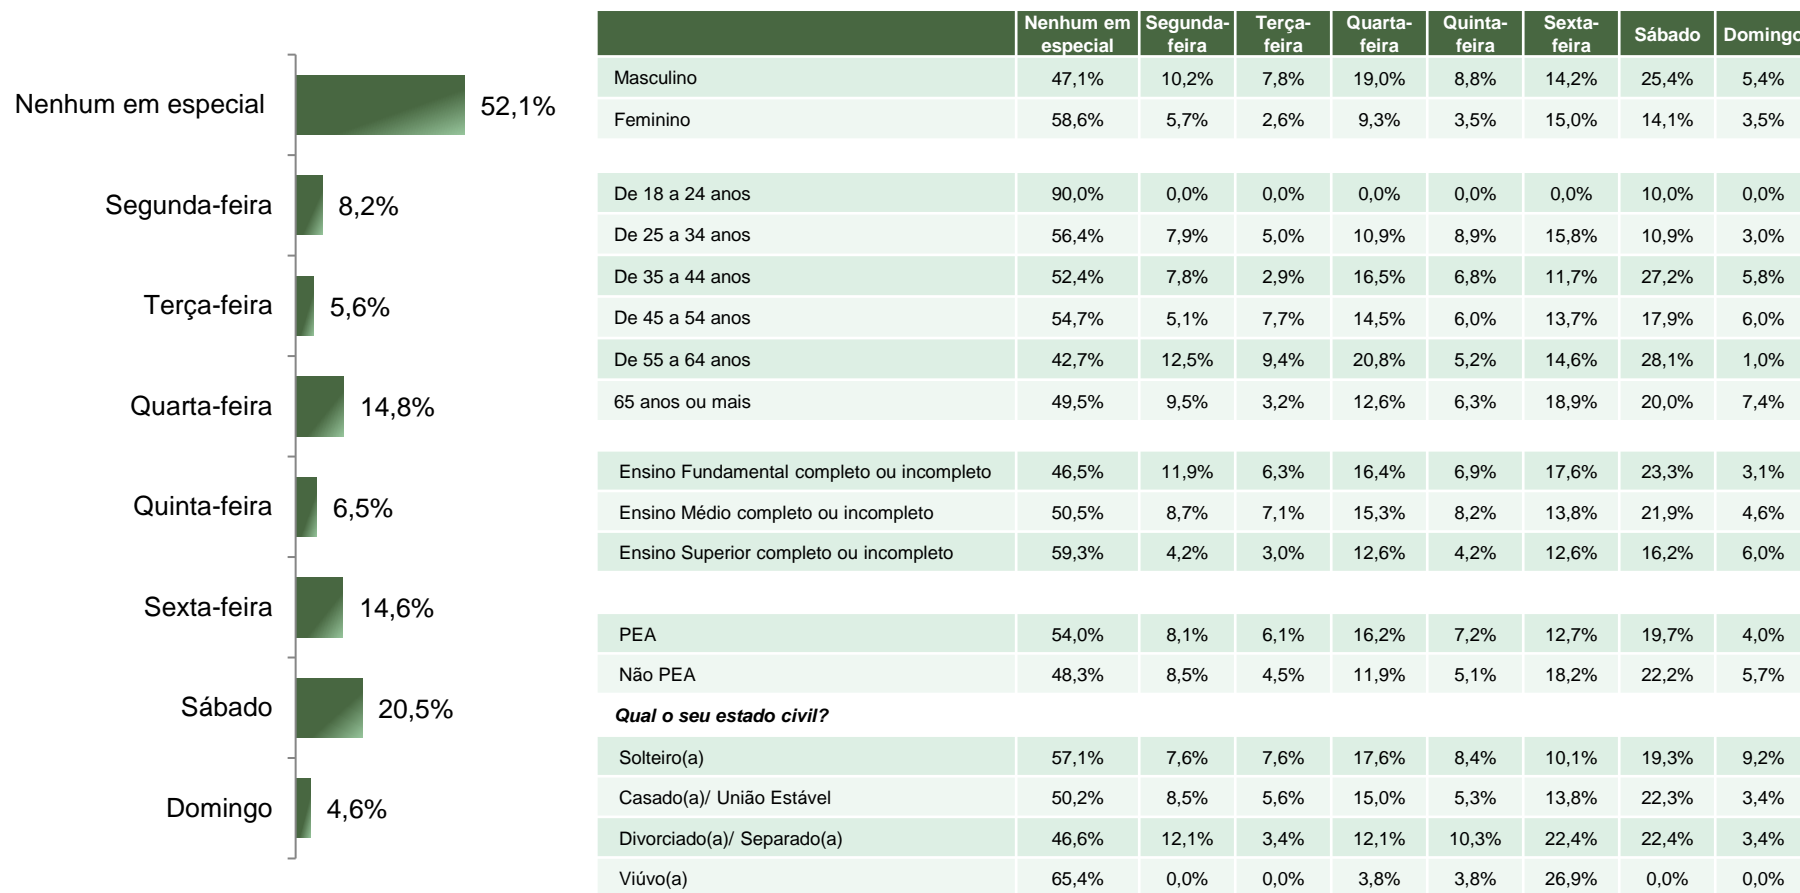 Nenhum em especial 52,1%
Segunda-feira 8,2%
Terça-feira 5,6%
Quarta-feira 14,8%
Quinta-feira 6,5%
Sexta-feira 14,6%
Sábado 20,5%
Domingo 4,6%
Nenhum em especial Segunda-feira Terça-feira Quarta-feira Quinta-feira Sexta-feira Sábado Domingo
Masculino 47,1% 10,2% 7,8% 19,0% 8,8% 14,2% 25,4% 5,4%
Feminino 58,6% 5,7% 2,6% 9,3% 3,5% 15,0% 14,1% 3,5%
De 18 a 24 anos 90,0% 0,0% 0,0% 0,0% 0,0% 0,0% 10,0% 0,0%
De 25 a 34 anos 56,4% 7,9% 5,0% 10,9% 8,9% 15,8% 10,9% 3,0%
De 35 a 44 anos 52,4% 7,8% 2,9% 16,5% 6,8% 11,7% 27,2% 5,8%
De 45 a 54 anos 54,7% 5,1% 7,7% 14,5% 6,0% 13,7% 17,9% 6,0%
De 55 a 64 anos 42,7% 12,5% 9,4% 20,8% 5,2% 14,6% 28,1% 1,0%
65 anos ou mais 49,5% 9,5% 3,2% 12,6% 6,3% 18,9% 20,0% 7,4%
Ensino Fundamental completo ou incompleto 46,5% 11,9% 6,3% 16,4% 6,9% 17,6% 23,3% 3,1%
Ensino Médio completo ou incompleto 50,5% 8,7% 7,1% 15,3% 8,2% 13,8% 21,9% 4,6%
Ensino Superior completo ou incompleto 59,3% 4,2% 3,0% 12,6% 4,2% 12,6% 16,2% 6,0%
PEA 54,0% 8,1% 6,1% 16,2% 7,2% 12,7% 19,7% 4,0%
Não PEA 48,3% 8,5% 4,5% 11,9% 5,1% 18,2% 22,2% 5,7%
Qual o seu estado civil?
Solteiro(a) 57,1% 7,6% 7,6% 17,6% 8,4% 10,1% 19,3% 9,2%
Casado(a)/ União Estável 50,2% 8,5% 5,6% 15,0% 5,3% 13,8% 22,3% 3,4%
Divorciado(a)/ Separado(a) 46,6% 12,1% 3,4% 12,1% 10,3% 22,4% 22,4% 3,4%
Viúvo(a) 65,4% 0,0% 0,0% 3,8% 3,8% 26,9% 0,0% 0,0%